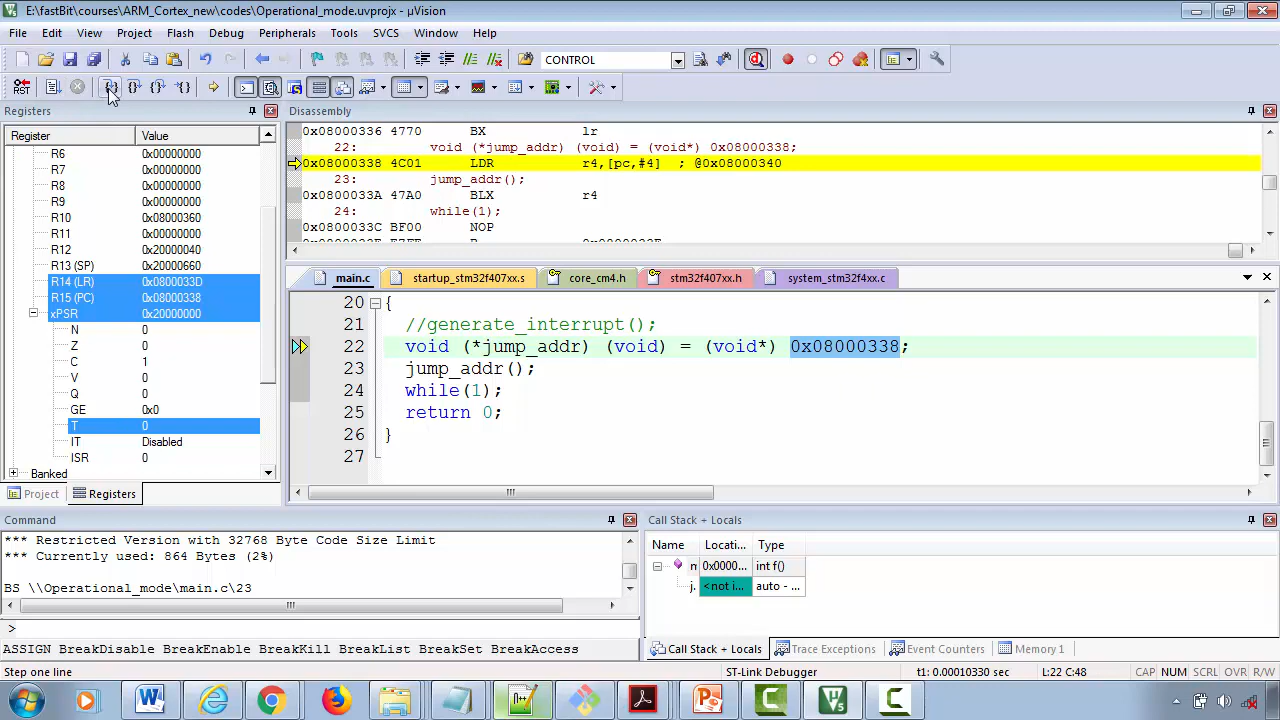 E:\fastBit\courses\ARM_Cortex_new\codes\Operational_mode.uvprojx - µVision
File Edit View Project Flash Debug Peripherals Tools SVCS Window Help
CONTROL
RST
Registers
Register Value
R6 0x00000000
R7 0x00000000
R8 0x00000000
R9 0x00000000
R10 0x08000360
R11 0x00000000
R12 0x20000040
R13 (SP) 0x20000660
R14 (LR) 0x0800033D
R15 (PC) 0x08000338
xPSR 0x20000000
N 0
Z 0
C 1
V 0
Q 0
GE 0x0
T 0
IT Disabled
ISR 0
Banked
Project Registers
Disassembly
0x08000336 4770 BX lr
22: void (*jump_addr) (void) = (void*) 0x08000338;
0x08000338 4C01 LDR r4,[pc,#4] ; @0x08000340
23: jump_addr();
0x0800033A 47A0 BLX r4
24: while(1);
0x0800033C BF00 NOP
main.c startup_stm32f407xx.s core_cm4.h stm32f407xx.h system_stm32f4xx.c
20 {
21 //generate_interrupt();
22 void (*jump_addr) (void) = (void*) 0x08000338;
23 jump_addr();
24 while(1);
25 return 0;
26 }
27
Command
*** Restricted Version with 32768 Byte Code Size Limit
*** Currently used: 864 Bytes (2%)
BS \\Operational_mode\main.c\23
>
ASSIGN BreakDisable BreakEnable BreakKill BreakList BreakSet BreakAccess
Call Stack + Locals
Name Locati... Type
0x0000... int f()
j. <not i... auto - ...
Call Stack + Locals Trace Exceptions Event Counters Memory 1
Step one line ST-Link Debugger t1: 0.00010330 sec L:22 C:48 CAP NUM SCRL OVR R/W